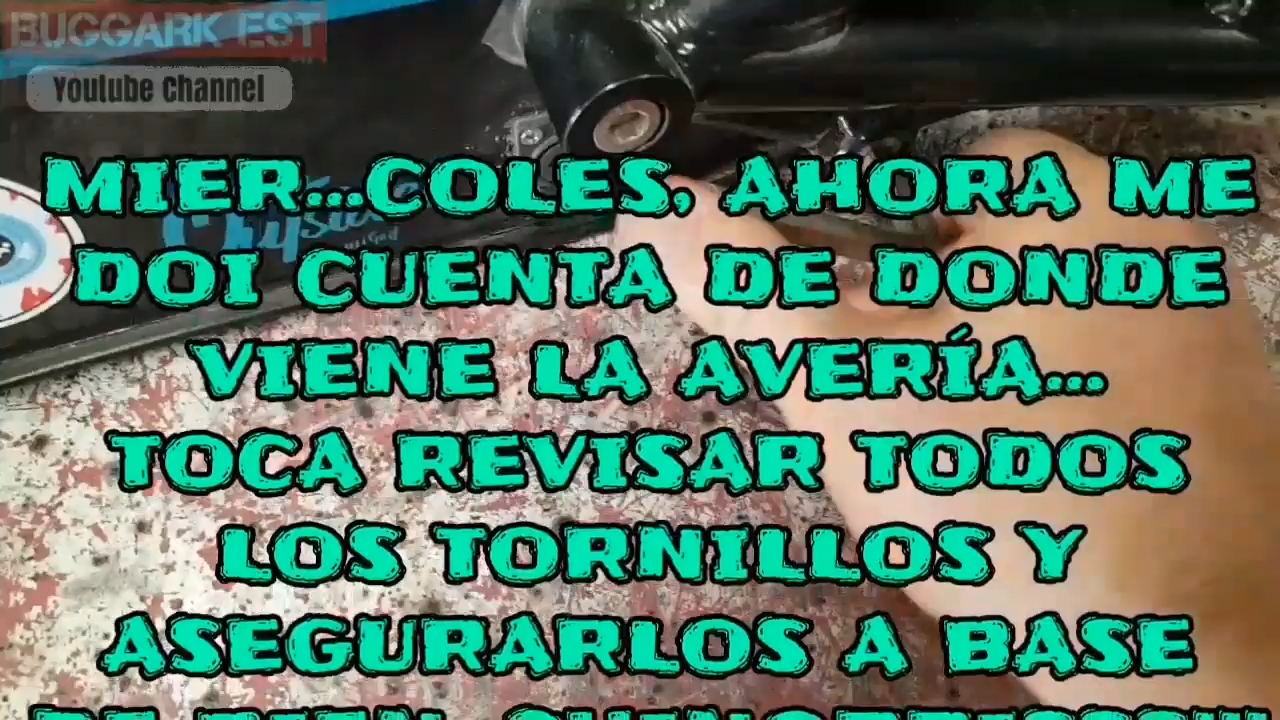 BUGGARK EST
Youtube Channel
MIER...COLES, AHORA ME
DOI CUENTA DE DONDE
VIENE LA AVERÍA...
TOCA REVISAR TODOS
LOS TORNILLOS Y
ASEGURARLOS A BASE